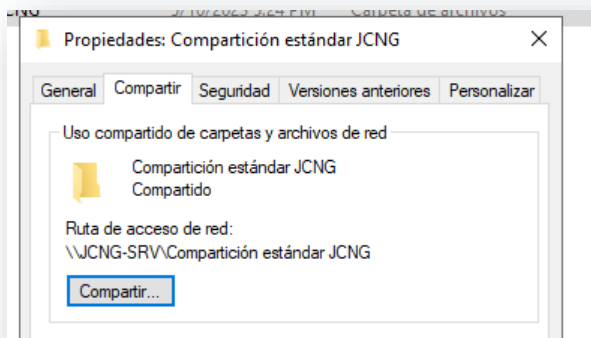 Propiedades: Compartición estándar JCNG
General Compartir Seguridad Versiones anteriores Personalizar
Uso compartido de carpetas y archivos de red
Compartición estándar JCNG
Compartido
Ruta de acceso de red:
\\JCNG-SRV\Compartición estándar JCNG
Compartir...